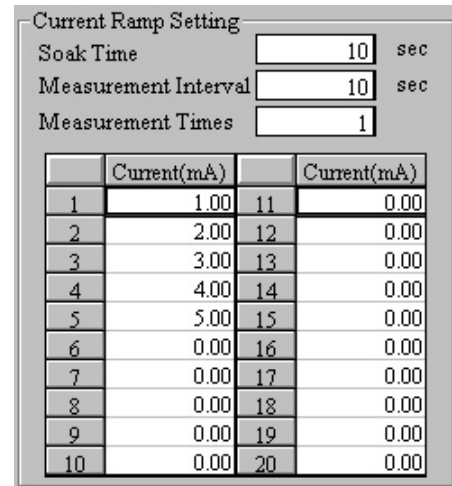 Current Ramp Setting
Soak Time 10 sec
Measurement Interval 10 sec
Measurement Times 1
Current(mA) Current(mA)
1 1.00 11 0.00
2 2.00 12 0.00
3 3.00 13 0.00
4 4.00 14 0.00
5 5.00 15 0.00
6 0.00 16 0.00
7 0.00 17 0.00
8 0.00 18 0.00
9 0.00 19 0.00
10 0.00 20 0.00